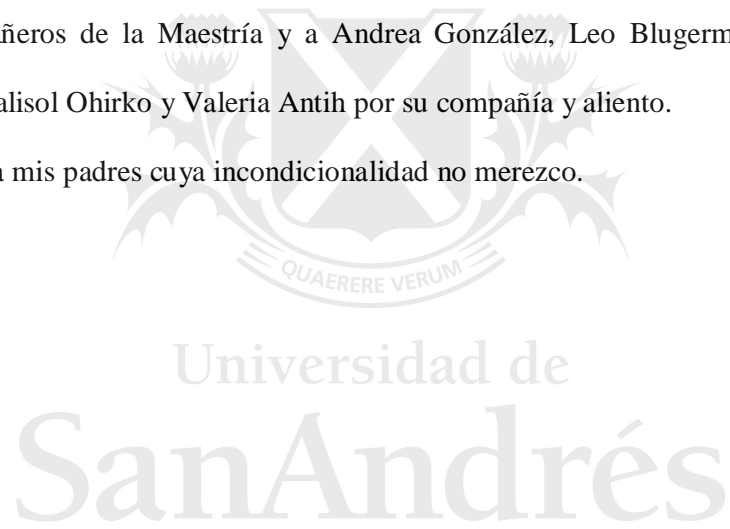 ñeros de la Maestría y a Andrea González, Leo Blugerm
alisol Ohirko y Valeria Antih por su compañía y aliento.
a mis padres cuya incondicionalidad no merezco.
QUAERERE VERUM
Universidad de
SanAndrés